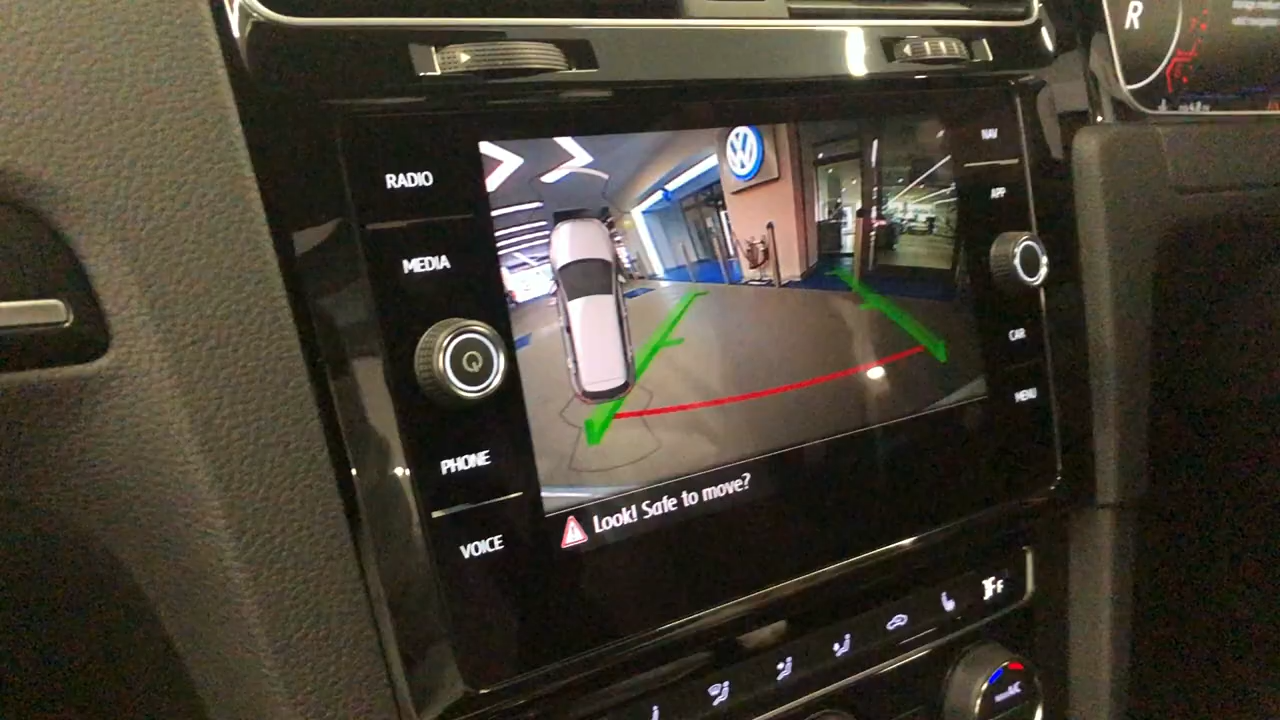 R
RADIO
MEDIA
PHONE
VOICE
NAV
APP
CAR
MENU
Look! Safe to move?